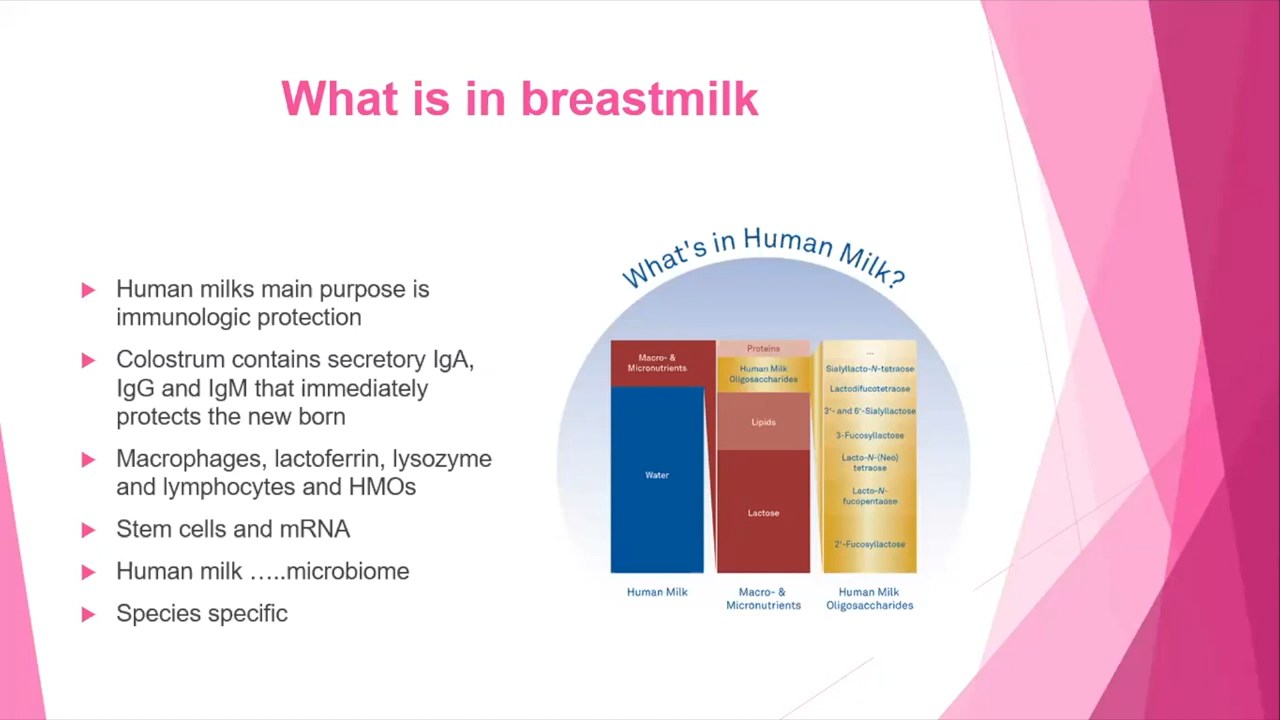 What is in breastmilk
Human milks main purpose is
immunologic protection
Colostrum contains secretory IgA,
IgG and IgM that immediately
protects the new born
Macrophages, lactoferrin, lysozyme
and lymphocytes and HMOs
Stem cells and mRNA
Human milk …..microbiome
Species specific
What's in Human Milk?
Macro- &
Micronutrients
Water
Human Milk
Proteins
Human Milk
Oligosaccharides
Lipids
Lactose
Macro- &
Micronutrients
...
Sialyllacto-N-tetraose
Lactodifucotetraose
3'- and 6'-Sialyllactose
3-Fucosyllactose
Lacto-N-(Neo)
tetraose
Lacto-N-
fucopentaose
2'-Fucosyllactose
Human Milk
Oligosaccharides